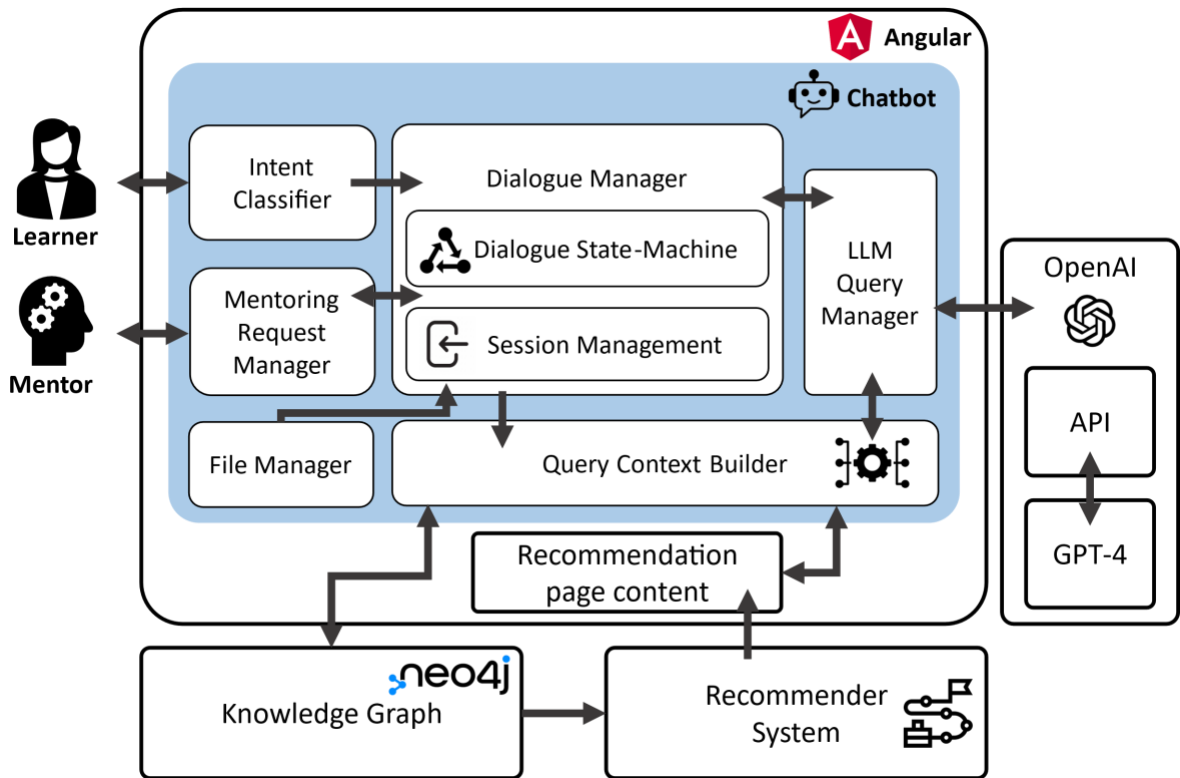 Angular
Chatbot
Learner
Mentor
Intent
Classifier
Mentoring
Request
Manager
File Manager
Dialogue Manager
Dialogue State-Machine
Session Management
LLM
Query
Manager
Query Context Builder
OpenAI
API
GPT-4
Recommendation
page content
neo4j
Knowledge Graph
Recommender
System